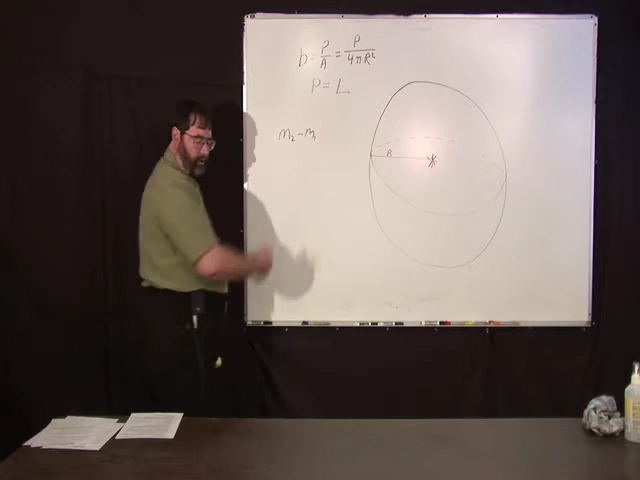 b = P/A = P/4πR²
P = L
m₂ - m₁
R